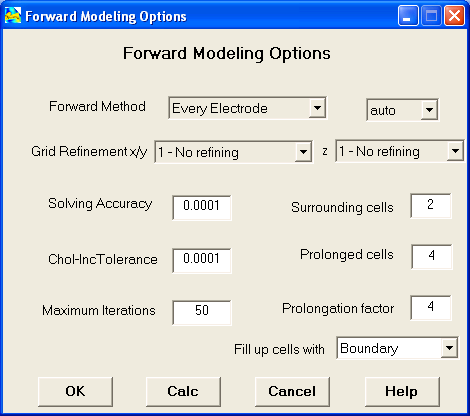 Forward Modeling Options
Forward Modeling Options
Forward Method Every Electrode auto
Grid Refinement x/y 1 - No refining z 1 - No refining
Solving Accuracy 0.0001 Surrounding cells 2
Chol-IncTolerance 0.0001 Prolonged cells 4
Maximum Iterations 50 Prolongation factor 4
Fill up cells with Boundary
OK Calc Cancel Help